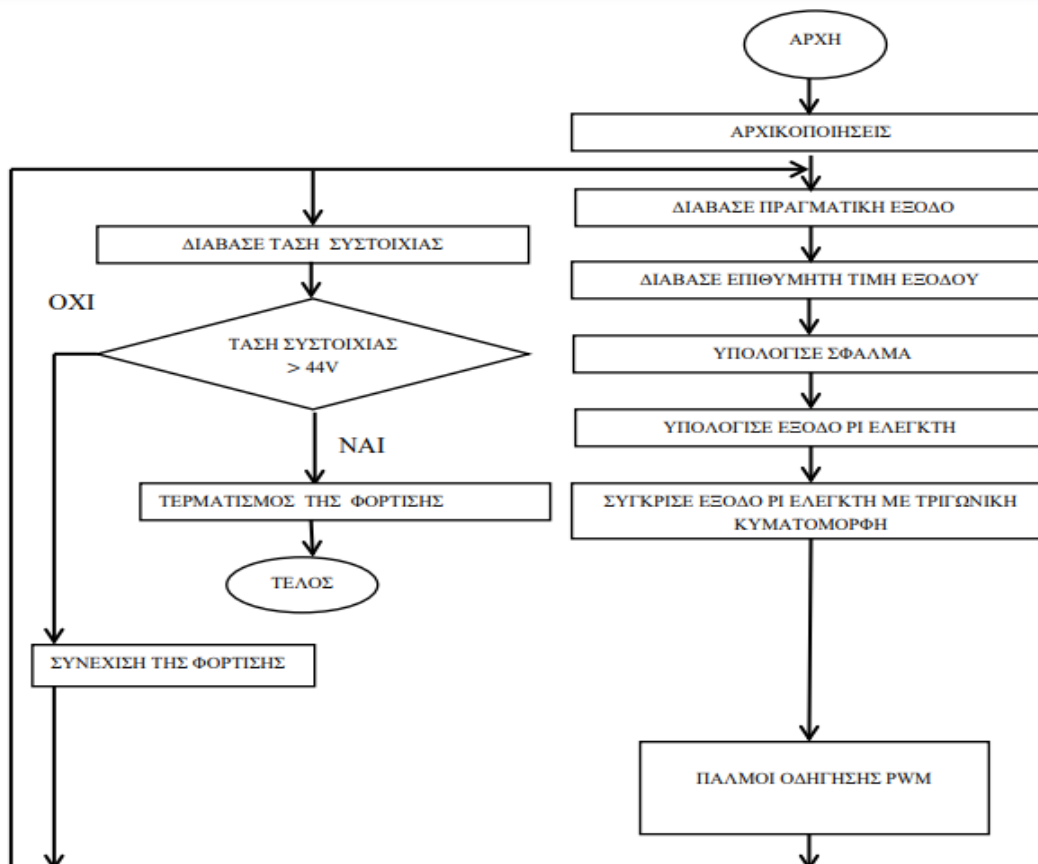 ΑΡΧΗ
ΑΡΧΙΚΟΠΟΙΗΣΕΙΣ
ΔΙΑΒΑΣΕ ΠΡΑΓΜΑΤΙΚΗ ΕΞΟΔΟ
ΔΙΑΒΑΣΕ ΕΠΙΘΥΜΗΤΗ ΤΙΜΗ ΕΞΟΔΟΥ
ΥΠΟΛΟΓΙΣΕ ΣΦΑΛΜΑ
ΥΠΟΛΟΓΙΣΕ ΕΞΟΔΟ PI ΕΛΕΓΚΤΗ
ΣΥΓΚΡΙΣΕ ΕΞΟΔΟ PI ΕΛΕΓΚΤΗ ΜΕ ΤΡΙΓΩΝΙΚΗ
ΚΥΜΑΤΟΜΟΡΦΗ
ΠΑΛΜΟΙ ΟΔΗΓΗΣΗΣ PWM
ΔΙΑΒΑΣΕ ΤΑΣΗ ΣΥΣΤΟΙΧΙΑΣ
ΟΧΙ
ΤΑΣΗ ΣΥΣΤΟΙΧΙΑΣ
> 44V
ΝΑΙ
ΤΕΡΜΑΤΙΣΜΟΣ ΤΗΣ ΦΟΡΤΙΣΗΣ
ΤΕΛΟΣ
ΣΥΝΕΧΙΣΗ ΤΗΣ ΦΟΡΤΙΣΗΣ